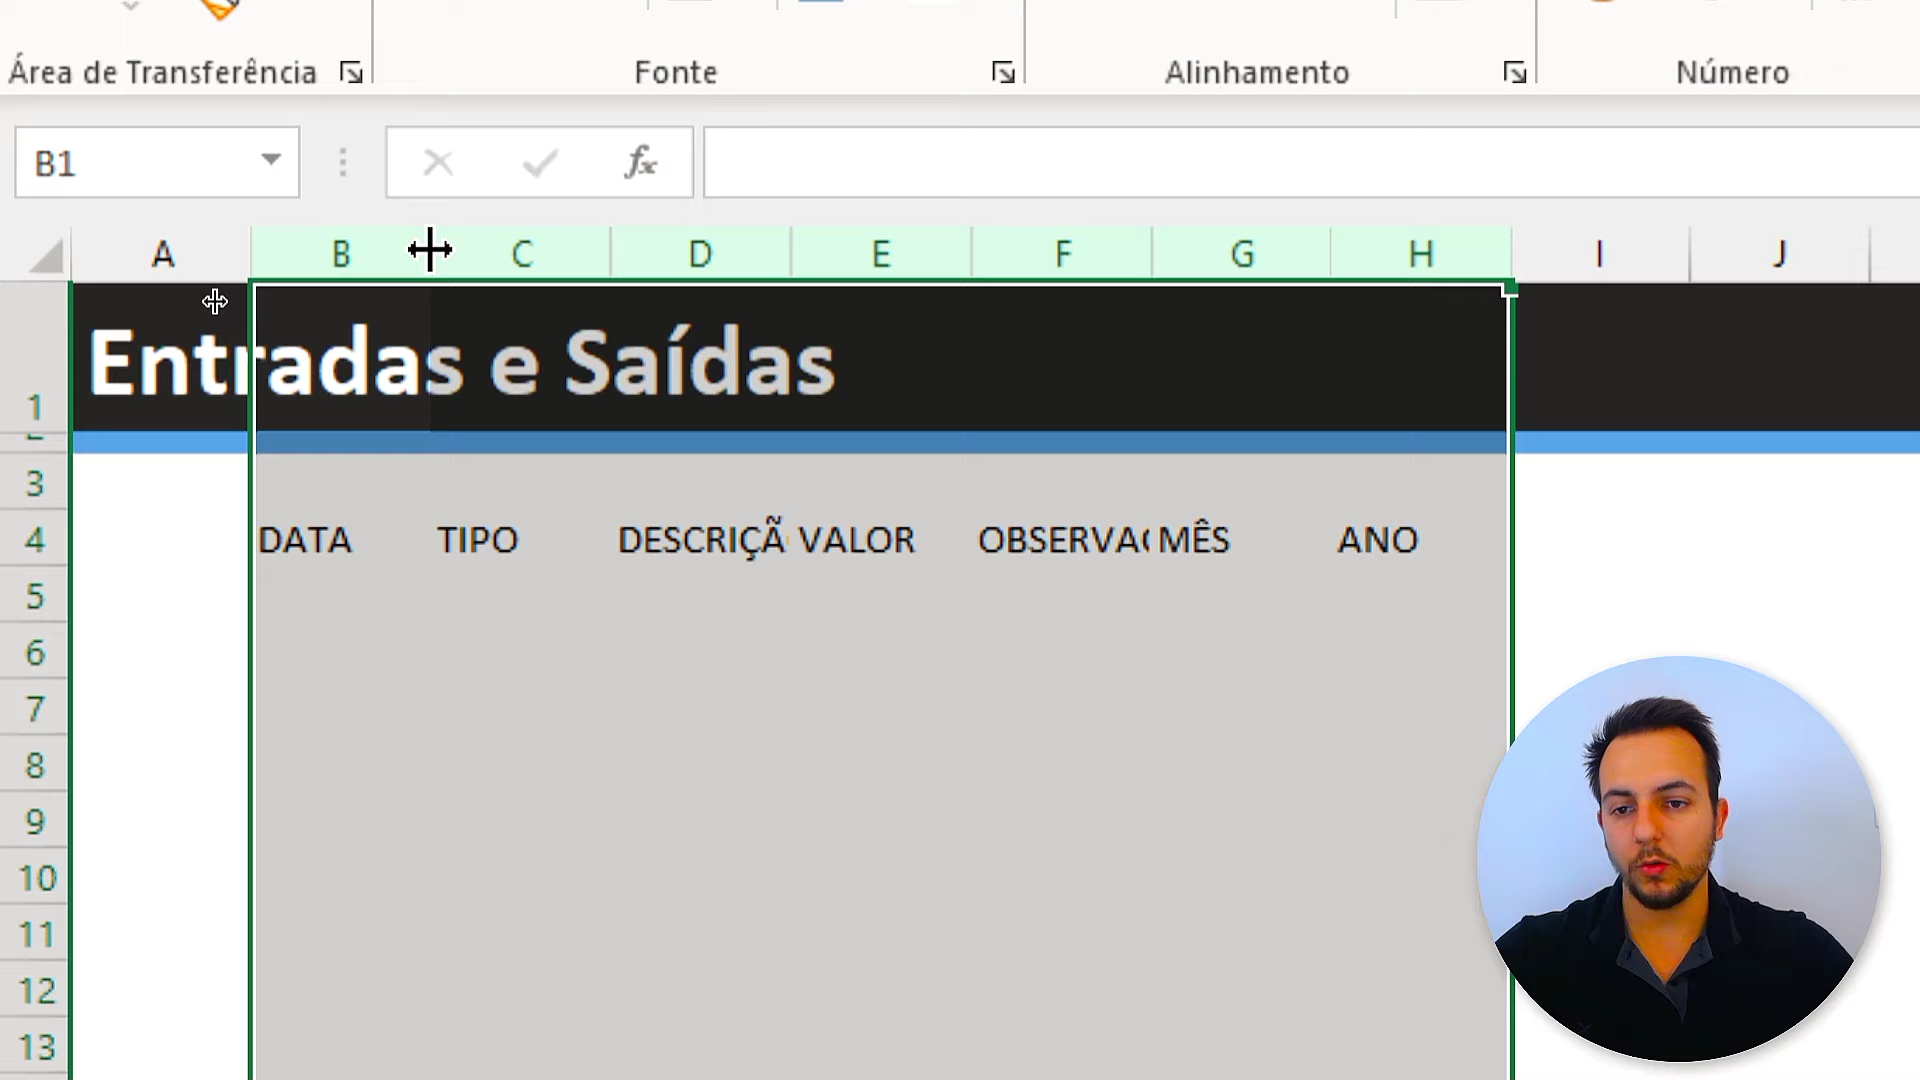 Área de Transferência Fonte Alinhamento Número
B1 fx
A B C D E F G H I J
1 Entradas e Saídas
3
4 DATA TIPO DESCRIÇÃ VALOR OBSERVA MÊS ANO
5
6
7
8
9
10
11
12
13